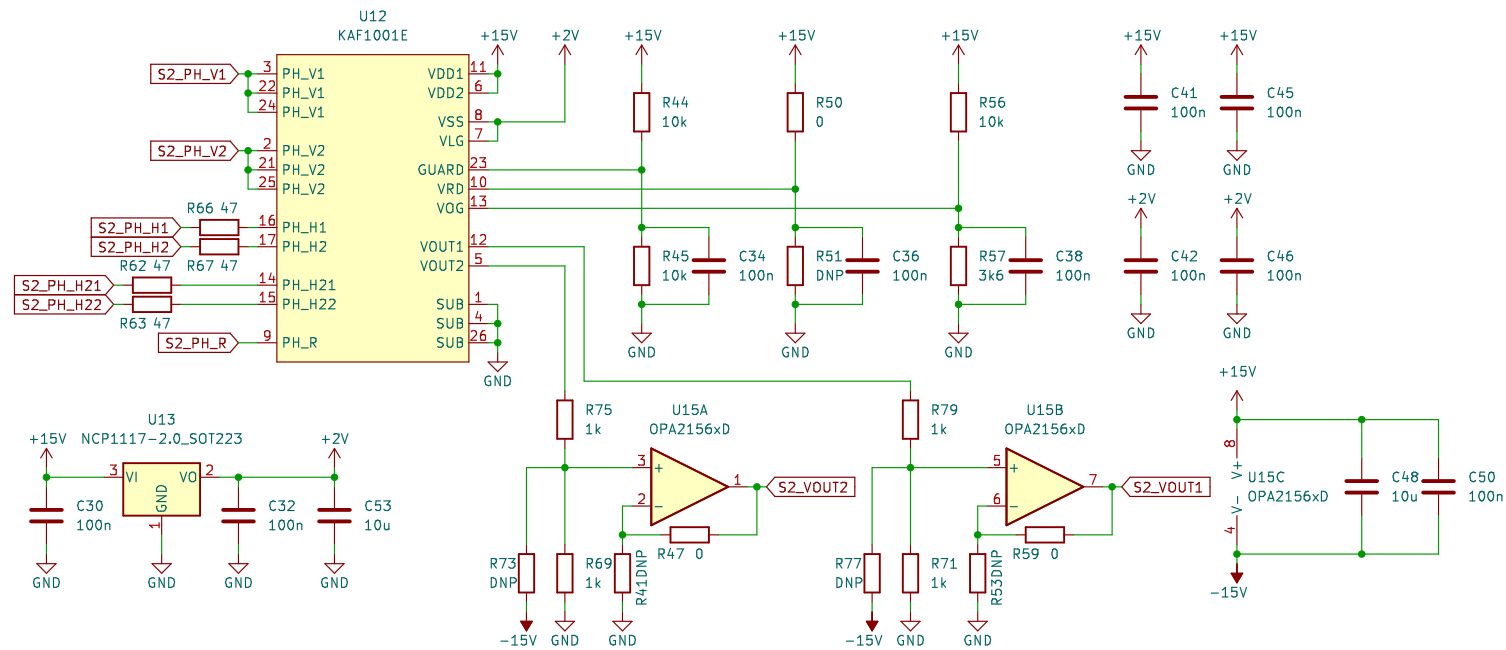 U12
KAF1001E
S2_PH_V1
3 PH_V1
22 PH_V1
24 PH_V1
S2_PH_V2
2 PH_V2
21 PH_V2
25 PH_V2
R66 47
S2_PH_H1
16 PH_H1
S2_PH_H2
17 PH_H2
R67 47
R62 47
S2_PH_H21
14 PH_H21
S2_PH_H22
15 PH_H22
R63 47
S2_PH_R
9 PH_R
VDD1 11
VDD2 6
VSS 8
VLG 7
GUARD 23
VRD 10
VOG 13
VOUT1 12
VOUT2 5
SUB 1
SUB 4
SUB 26
GND
+15V
+2V
+15V
R44
10k
R45
10k
C34
100n
GND
+15V
R50
0
R51
DNP
C36
100n
GND
+15V
R56
10k
R57
3k6
C38
100n
GND
+15V
C41
100n
GND
+15V
C45
100n
GND
+2V
C42
100n
GND
+2V
C46
100n
GND
U13
NCP1117-2.0_SOT223
+15V
3 VI
VO 2
GND
1
+2V
C30
100n
C32
100n
C53
10u
GND
GND
GND
GND
R75
1k
U15A
OPA2156xD
3
+
2
-
1
S2_VOUT2
R47 0
R73
DNP
R69
1k
R41
DNP
-15V
GND
GND
R79
1k
U15B
OPA2156xD
5
+
6
-
7
S2_VOUT1
R59 0
R77
DNP
R71
1k
R53
DNP
-15V
GND
GND
+15V
8
V+
U15C
OPA2156xD
V-
4
-15V
C48
10u
C50
100n